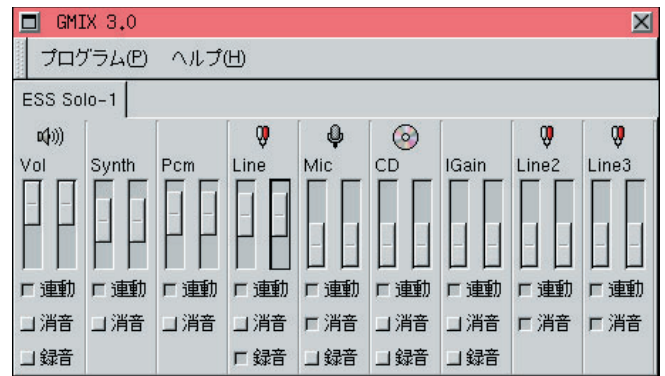 GMIX 3.0
プログラム(P) ヘルプ(H)
ESS Solo-1
Vol Synth Pcm Line Mic CD IGain Line2 Line3
連動 連動 連動 連動 連動 連動 連動 連動 連動
消音 消音 消音 消音 消音 消音 消音 消音 消音
録音 録音 録音 録音 録音